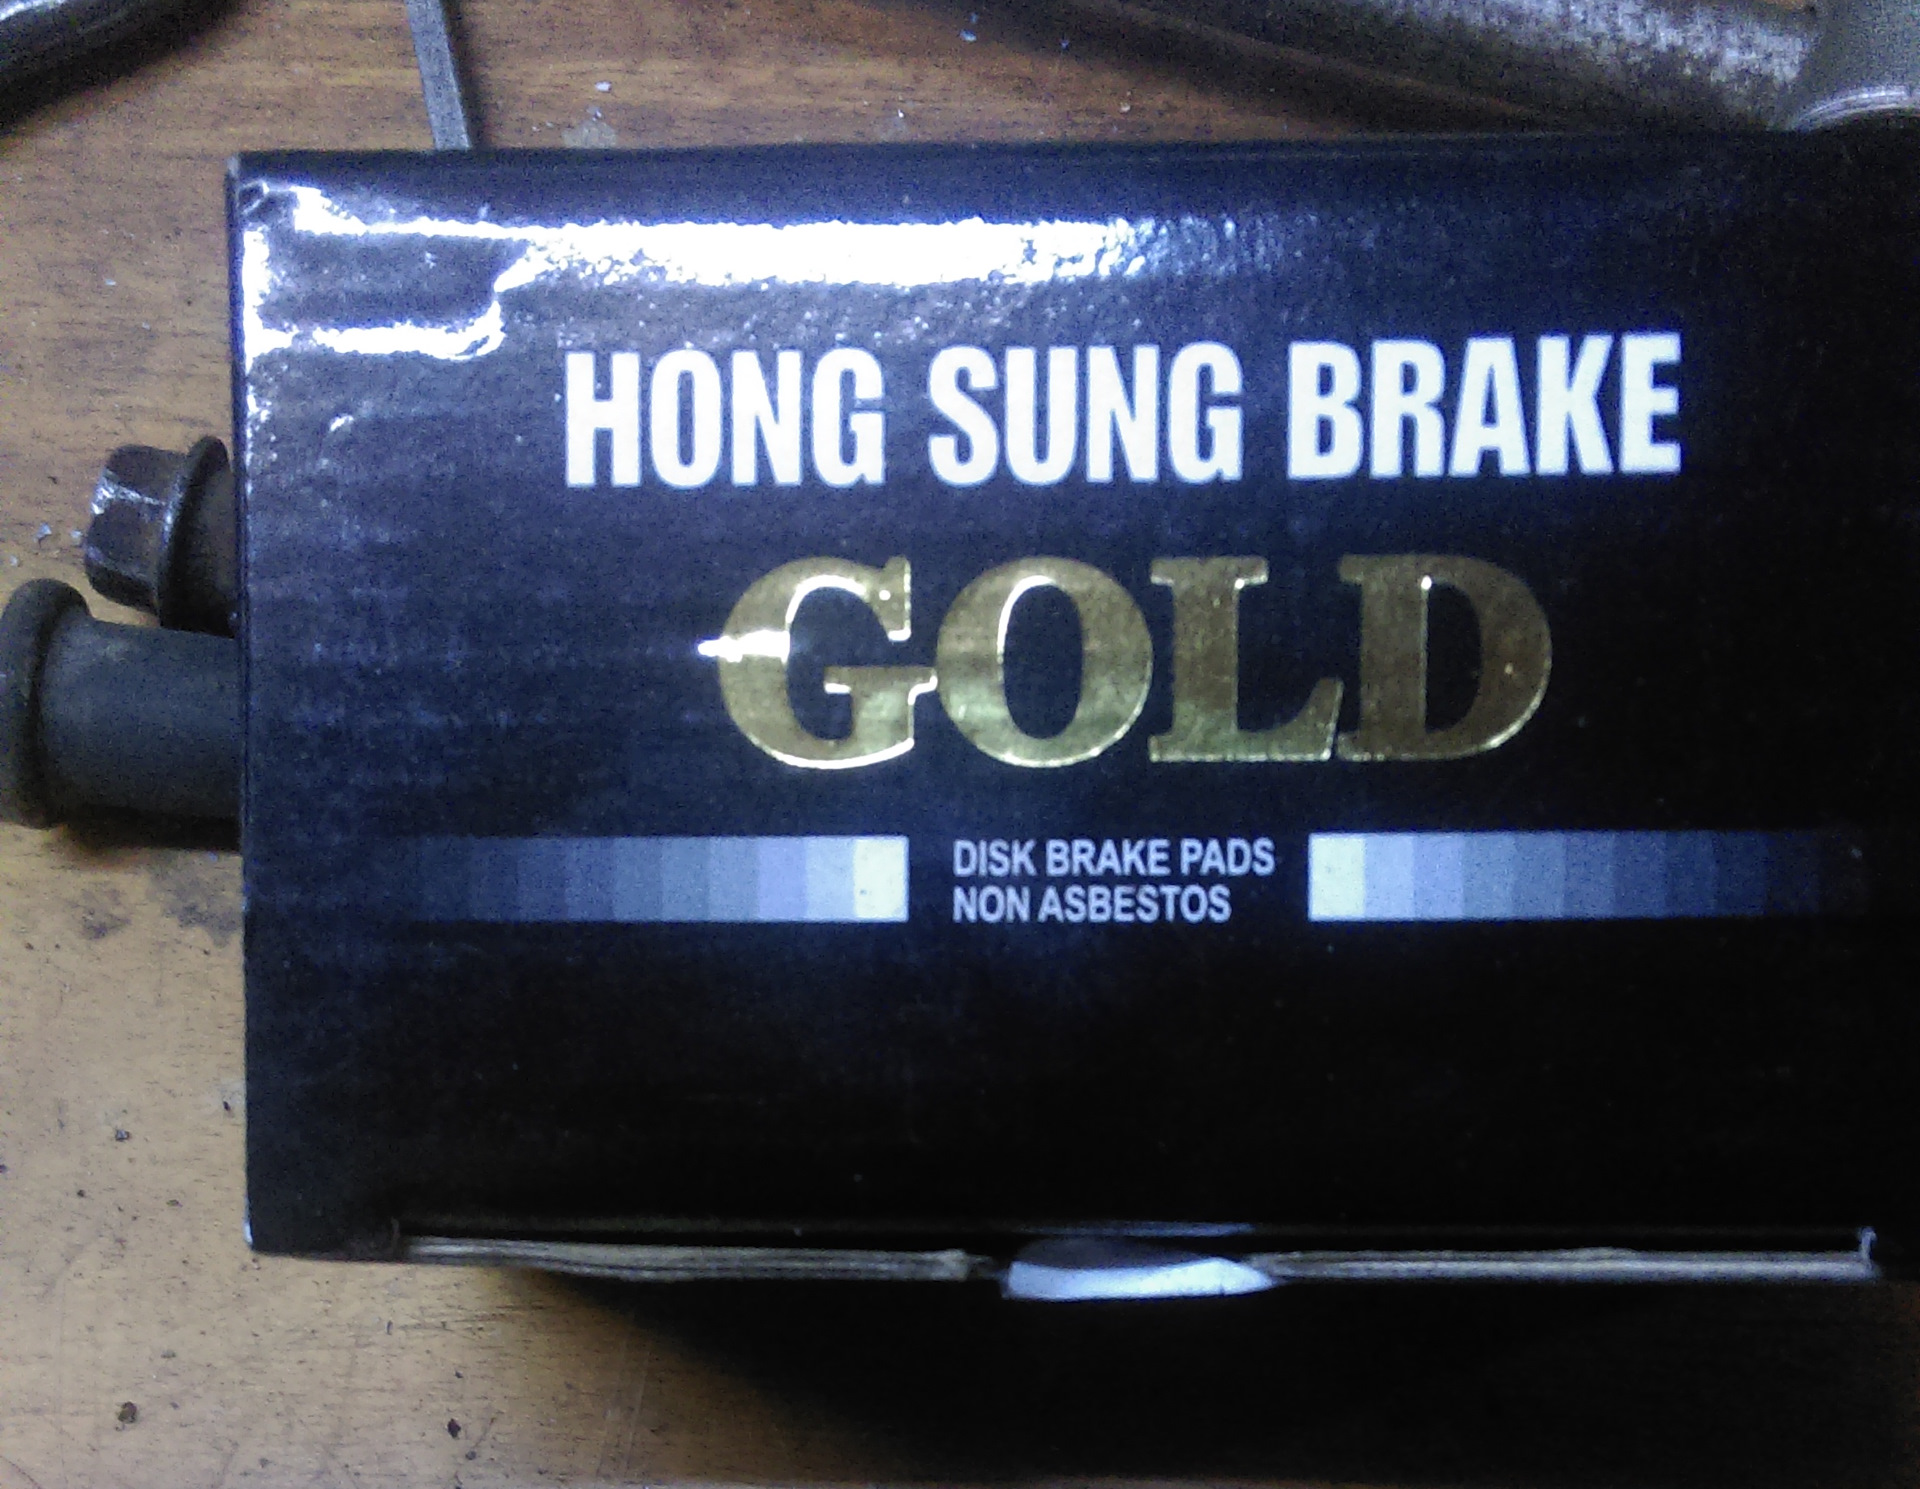 HONG SUNG BRAKE
GOLD
DISK BRAKE PADS
NON ASBESTOS